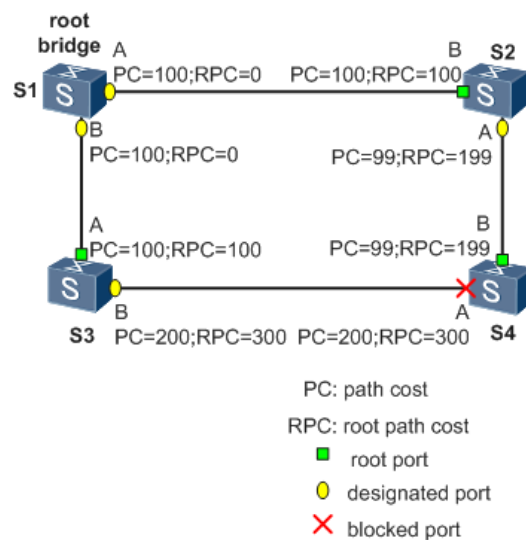 root
bridge
A
B
S2
PC=100;RPC=0
PC=100;RPC=100
S1
S
S
B
A
PC=100;RPC=0
PC=99;RPC=199
A
B
PC=100;RPC=100
PC=99;RPC=199
S
S
S3
B
A
S4
PC=200;RPC=300
PC=200;RPC=300
PC: path cost
RPC: root path cost
root port
designated port
blocked port